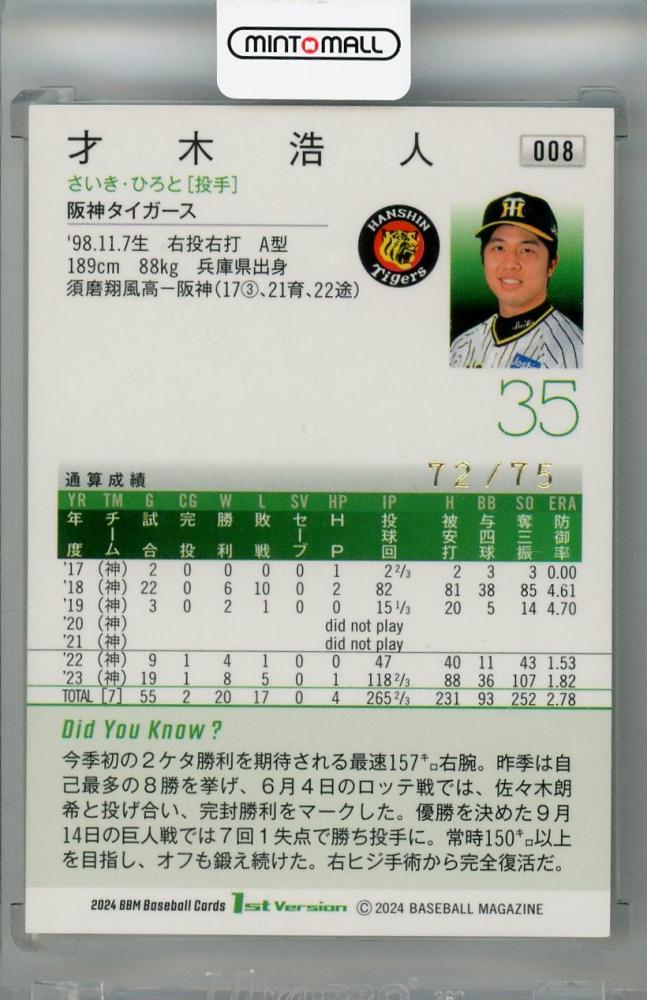 MINTOMALL
才木浩人 008
さいき・ひろと[投手]
阪神タイガース
'98.11.7生 右投右打 A型
189cm 88kg 兵庫県出身
須磨翔風高ー阪神(17③、21育、22途)
HANSHIN
Tigers
35
通算成績 72/75
YR TM G CG W L SV HP IP H BB SO ERA
年度 チーム 試合 完投 勝利 敗戦 セーブ HP 投球回 被安打 与四球 奪三振 防御率
'17 (神) 2 0 0 0 0 1 2 2/3 2 3 3 0.00
'18 (神) 22 0 6 10 0 2 82 81 38 85 4.61
'19 (神) 3 0 2 1 0 0 15 1/3 20 5 14 4.70
'20 (神) did not play
'21 (神) did not play
'22 (神) 9 1 4 1 0 0 47 40 11 43 1.53
'23 (神) 19 1 8 5 0 1 118 2/3 88 36 107 1.82
TOTAL [7] 55 2 20 17 0 4 265 2/3 231 93 252 2.78
Did You Know?
今季初の2ケタ勝利を期待される最速157㌔右腕。昨季は自
己最多の8勝を挙げ、6月4日のロッテ戦では、佐々木朗
希と投げ合い、完封勝利をマークした。優勝を決めた9月
14日の巨人戦では7回1失点で勝ち投手に。常時150㌔以上
を目指し、オフも鍛え続けた。右ヒジ手術から完全復活だ。
2024 BBM Baseball Cards 1st Version ©2024 BASEBALL MAGAZINE